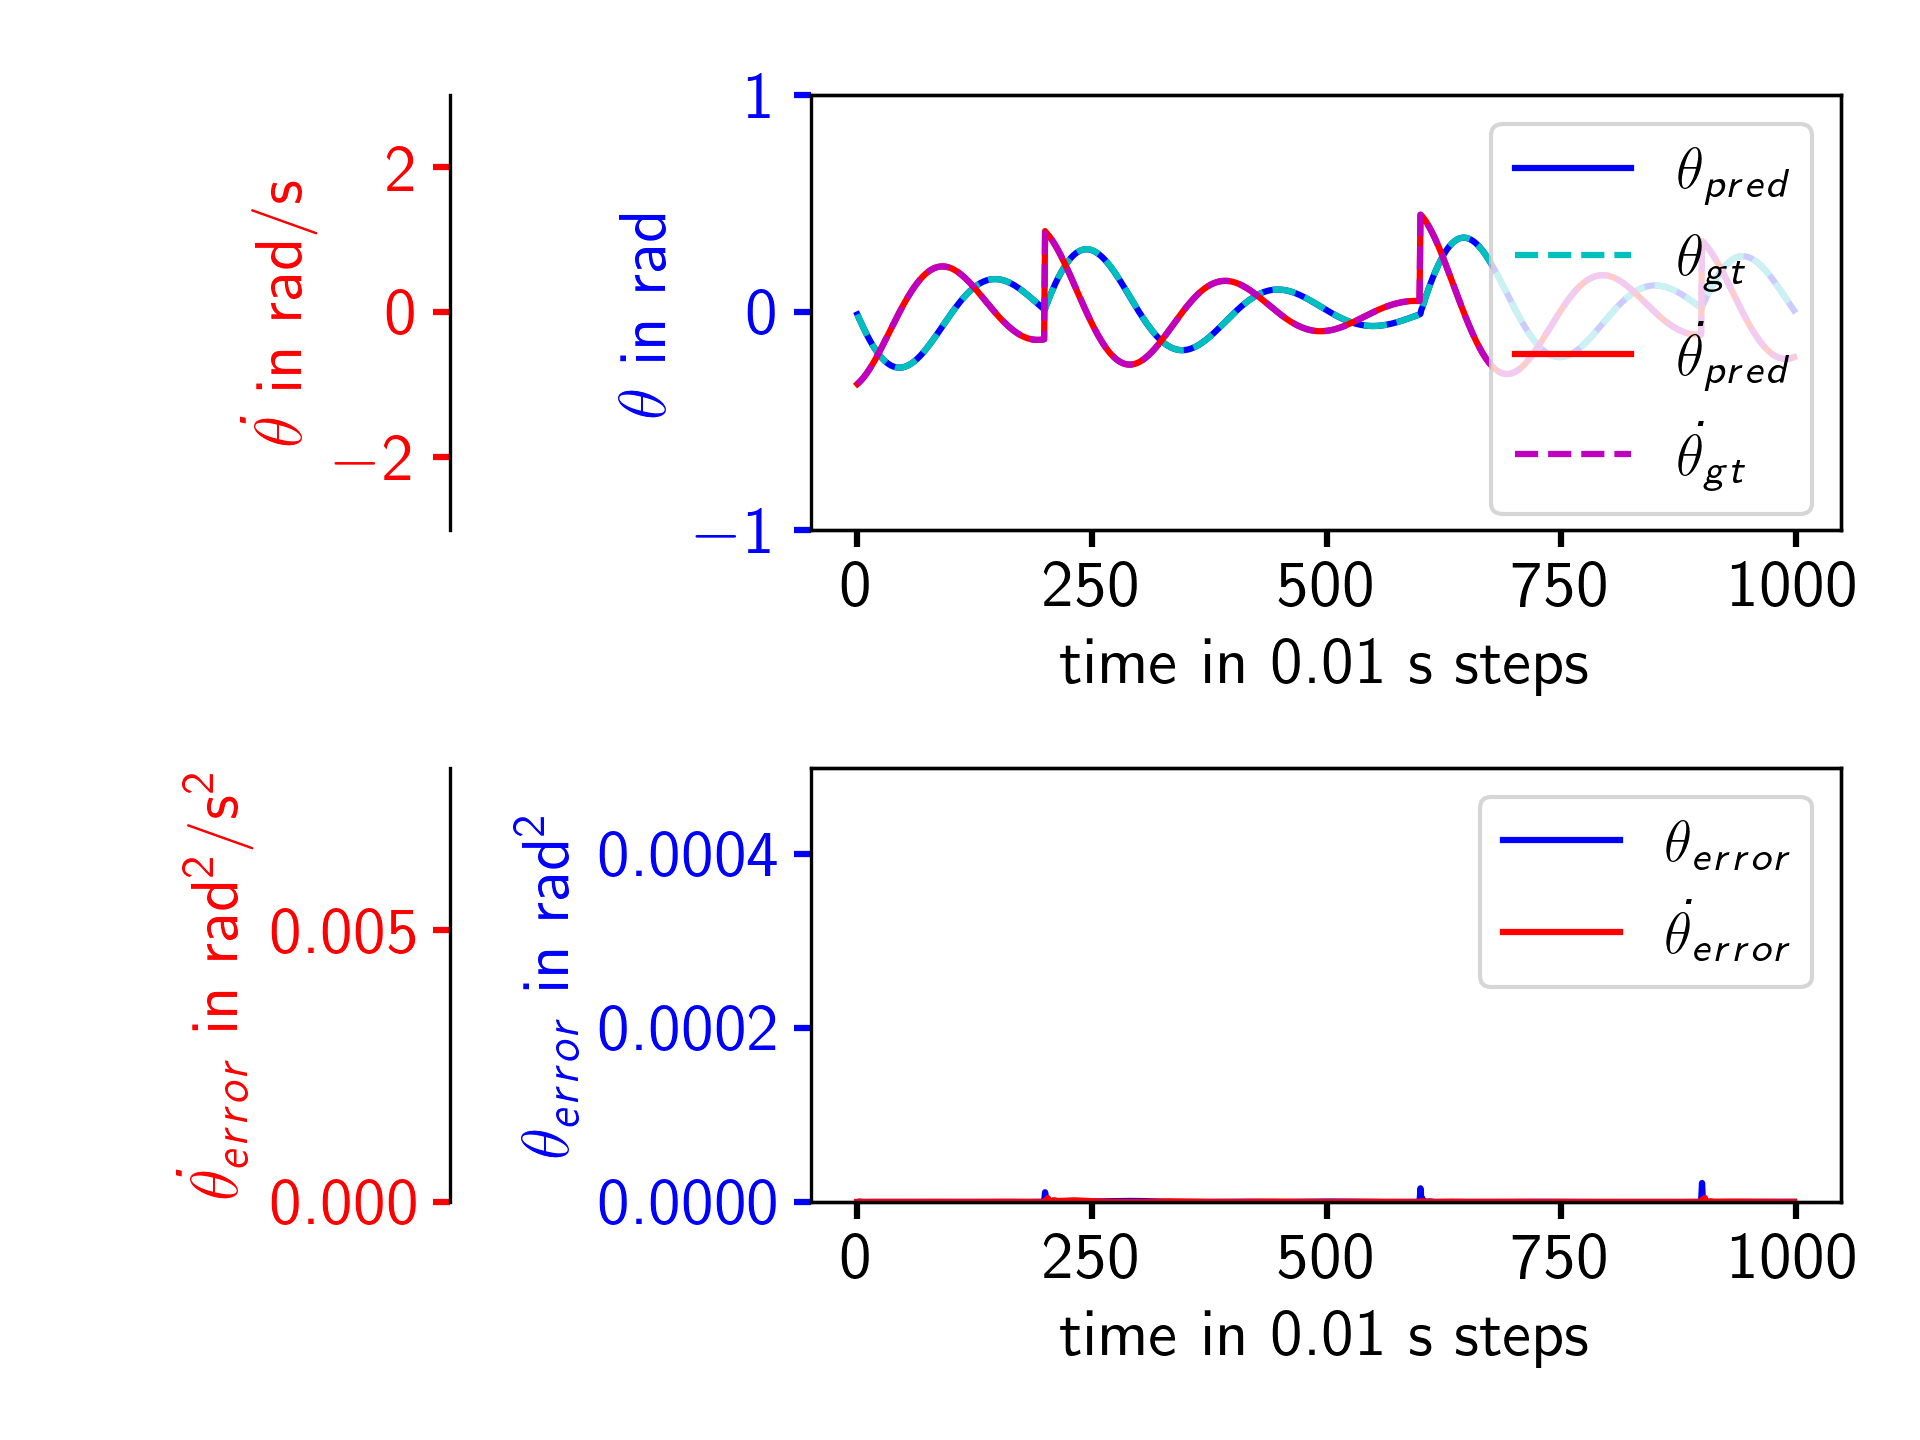 θ̇ in rad/s
2
0
−2
θ in rad
1
0
−1
θ_pred
θ_gt
θ̇_pred
θ̇_gt
0 250 500 750 1000
time in 0.01 s steps
θ̇_error in rad²/s²
0.005
0.000
θ_error in rad²
0.0004
0.0002
0.0000
θ_error
θ̇_error
0 250 500 750 1000
time in 0.01 s steps